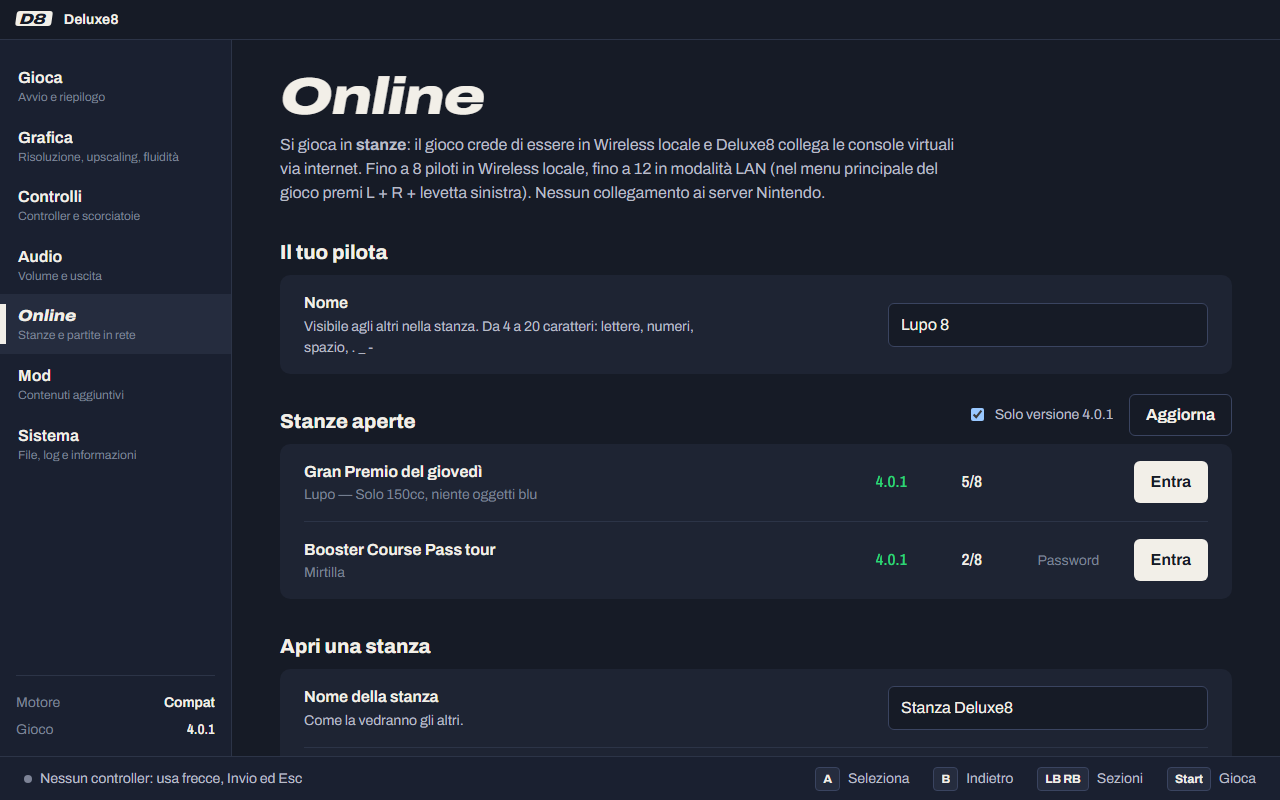 D8 Deluxe8
Gioca
Avvio e riepilogo
Grafica
Risoluzione, upscaling, fluidità
Controlli
Controller e scorciatoie
Audio
Volume e uscita
Online
Stanze e partite in rete
Mod
Contenuti aggiuntivi
Sistema
File, log e informazioni
Motore Compat
Gioco 4.0.1
Online
Si gioca in stanze: il gioco crede di essere in Wireless locale e Deluxe8 collega le console virtuali
via internet. Fino a 8 piloti in Wireless locale, fino a 12 in modalità LAN (nel menu principale del
gioco premi L + R + levetta sinistra). Nessun collegamento ai server Nintendo.
Il tuo pilota
Nome
Visibile agli altri nella stanza. Da 4 a 20 caratteri: lettere, numeri,
spazio, . _ -
Lupo 8
Stanze aperte
Solo versione 4.0.1
Aggiorna
Gran Premio del giovedì
Lupo — Solo 150cc, niente oggetti blu
4.0.1 5/8 Entra
Booster Course Pass tour
Mirtilla
4.0.1 2/8 Password Entra
Apri una stanza
Nome della stanza
Come la vedranno gli altri.
Stanza Deluxe8
Nessun controller: usa frecce, Invio ed Esc
A Seleziona B Indietro LB RB Sezioni Start Gioca